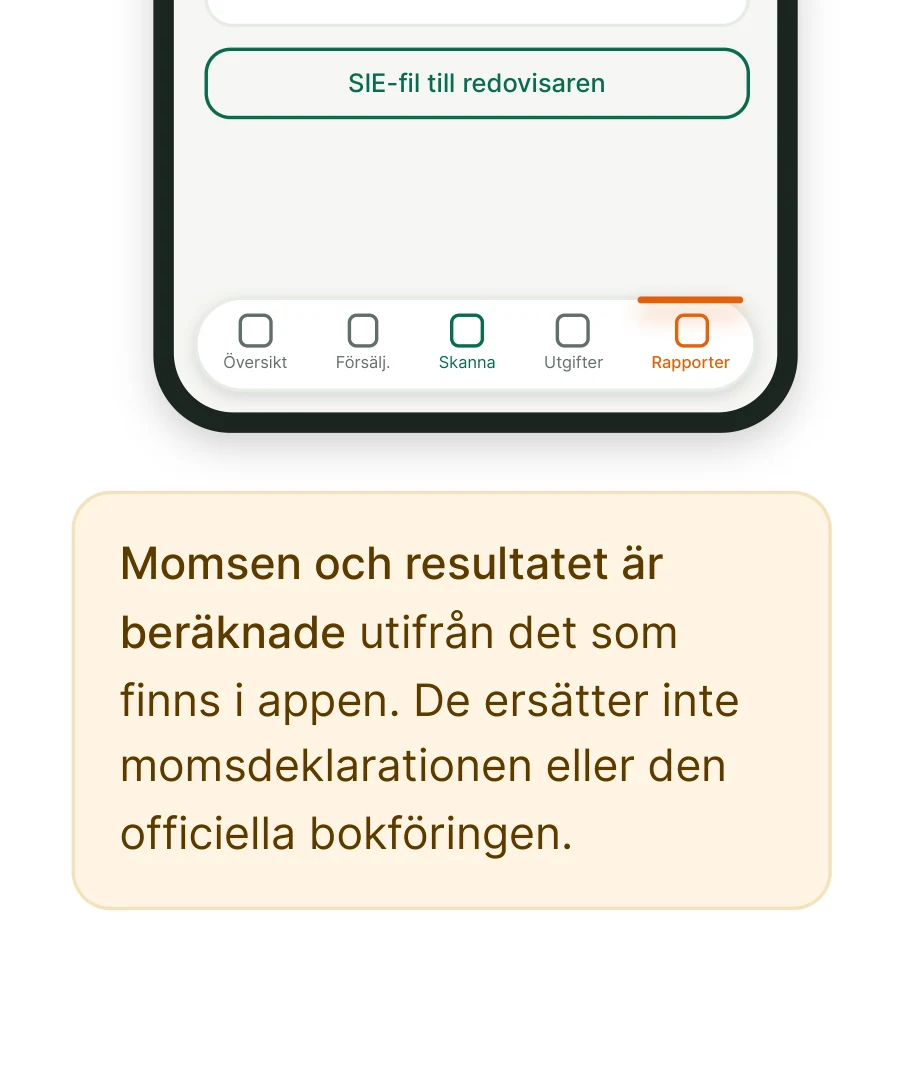 SIE-fil till redovisaren
Översikt
Försälj.
Skanna
Utgifter
Rapporter
Momsen och resultatet är
beräknade utifrån det som
finns i appen. De ersätter inte
momsdeklarationen eller den
officiella bokföringen.